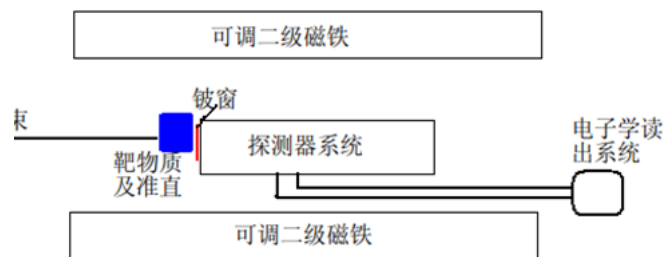 可调二级磁铁
铍窗
束
探测器系统
电子学读
出系统
靶物质
及准直
可调二级磁铁